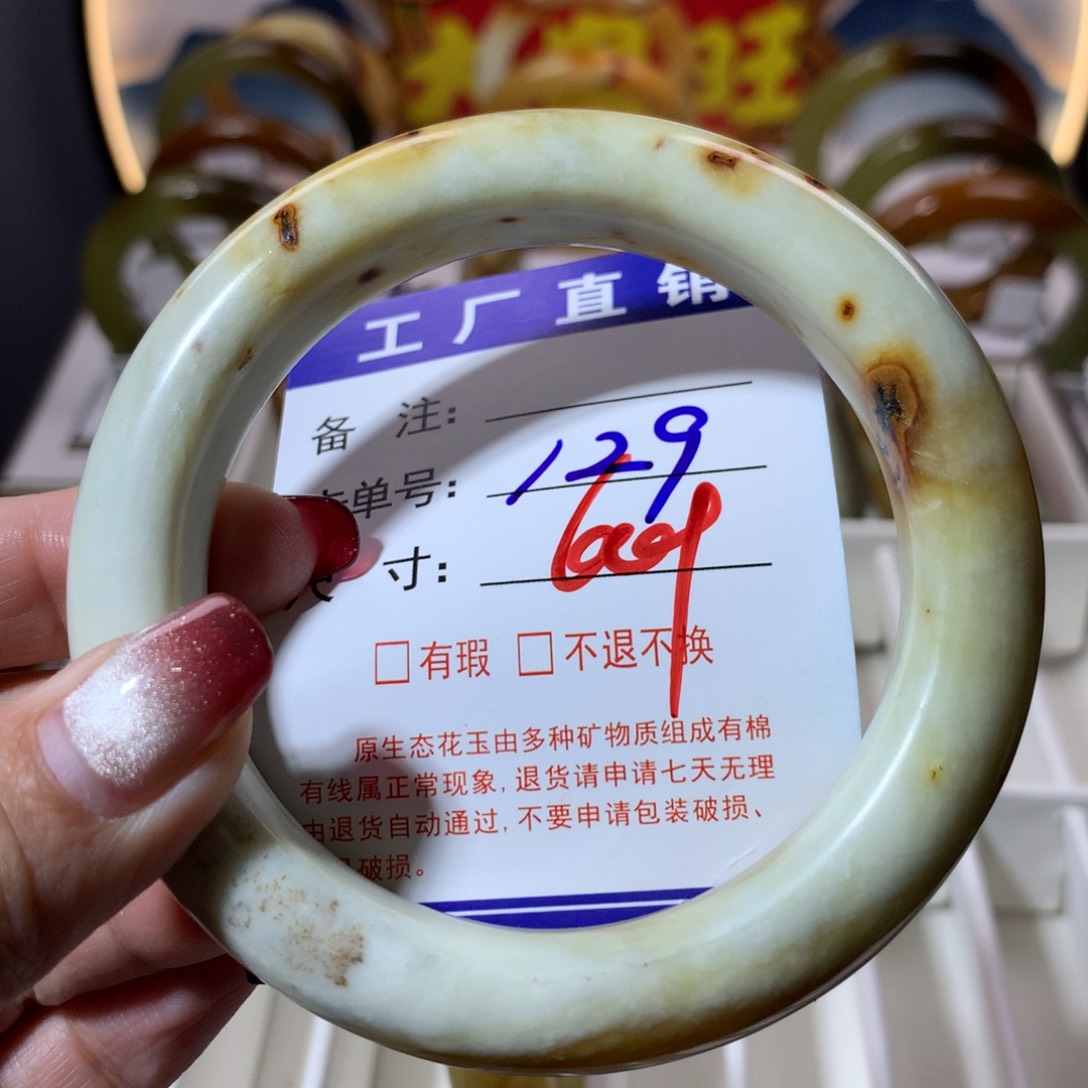 旺
工厂直销
备 注:
单号: 129
寸:
□有瑕 □不退不换
原生态花玉由多种矿物质组成有棉
有线属正常现象,退货请申请七天无理
由退货自动通过,不要申请包装破损、
破损。